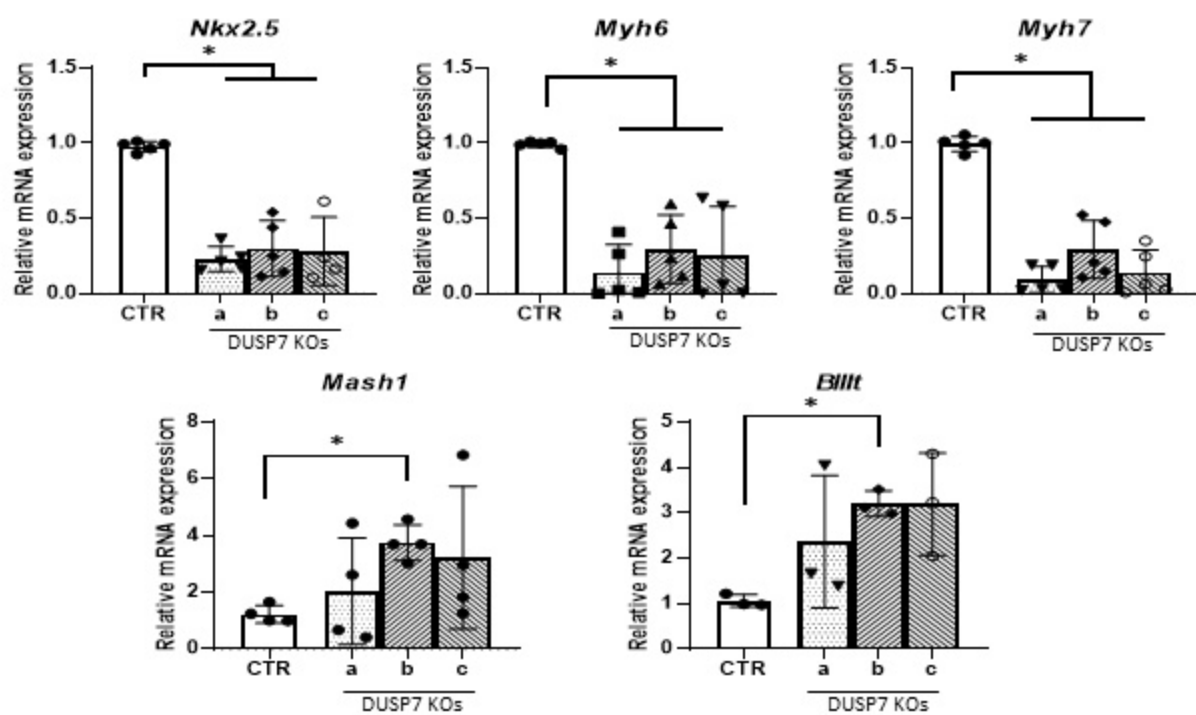 Nkx2.5
*
Relative mRNA expression
1.5
1.0
0.5
0.0
CTR a b c
DUSP7 KOs
Myh6
*
Relative mRNA expression
1.5
1.0
0.5
0.0
CTR a b c
DUSP7 KOs
Myh7
*
Relative mRNA expression
1.5
1.0
0.5
0.0
CTR a b c
DUSP7 KOs
Mash1
*
Relative mRNA expression
8
6
4
2
0
CTR a b c
DUSP7 KOs
BIIIt
*
Relative mRNA expression
5
4
3
2
1
0
CTR a b c
DUSP7 KOs